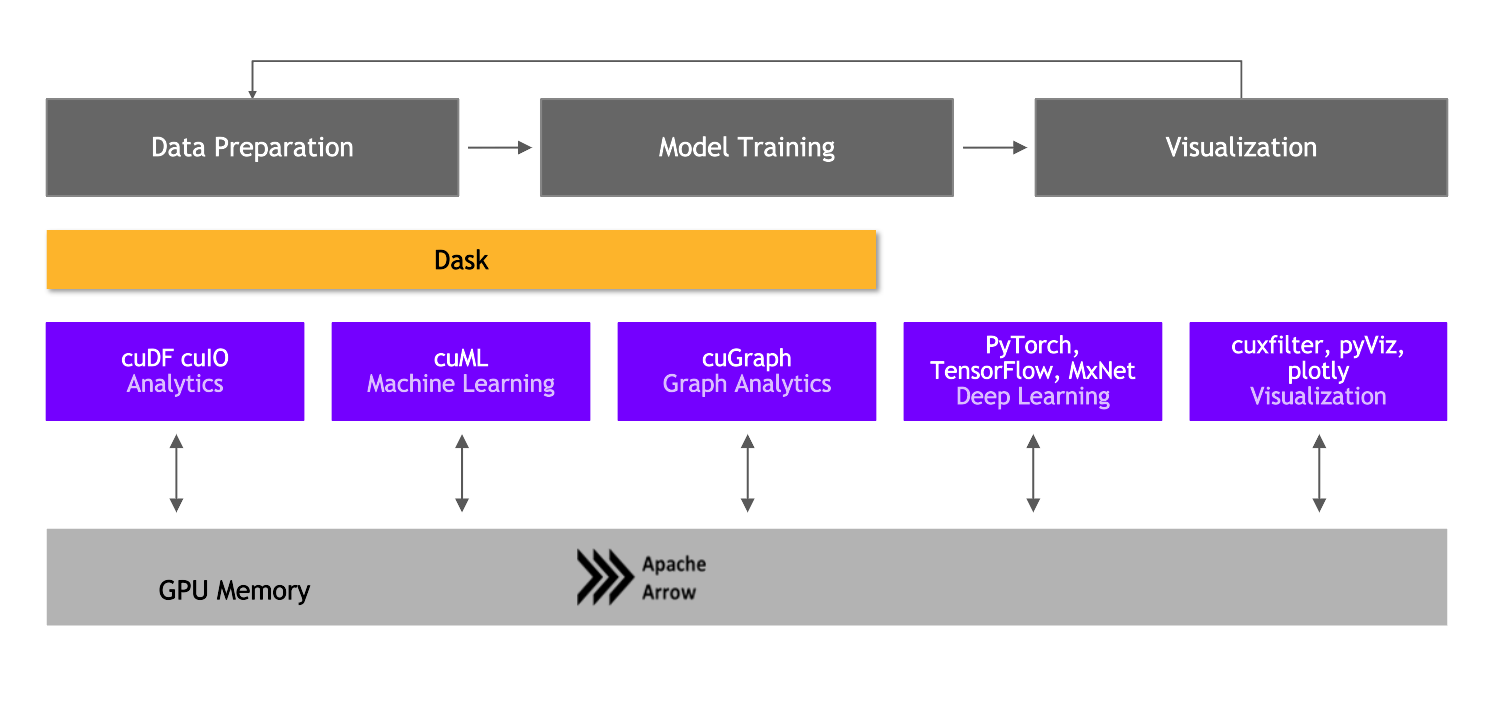 Data Preparation
Model Training
Visualization
Dask
cuDF cuIO
Analytics
cuML
Machine Learning
cuGraph
Graph Analytics
PyTorch,
TensorFlow, MxNet
Deep Learning
cuxfilter, pyViz,
plotly
Visualization
GPU Memory
Apache
Arrow